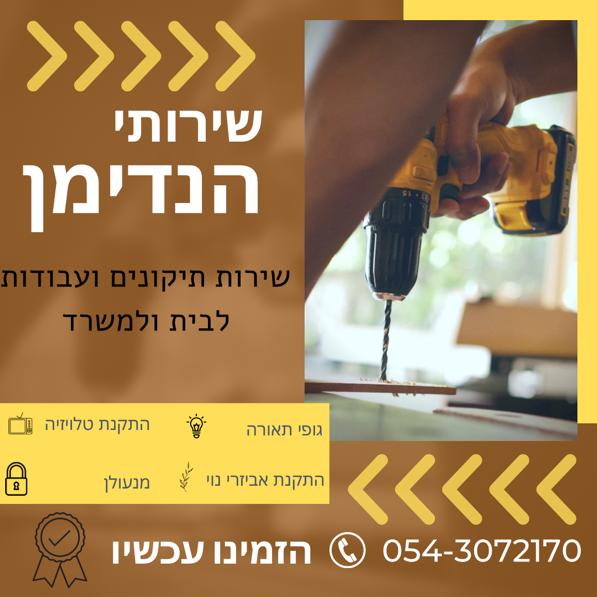 שירותי
הנדימן
שירות תיקונים ועבודות
לבית ולמשרד
גופי תאורה
התקנת טלויזיה
התקנת אביזרי נוי
מנעולן
הזמינו עכשיו
054-3072170